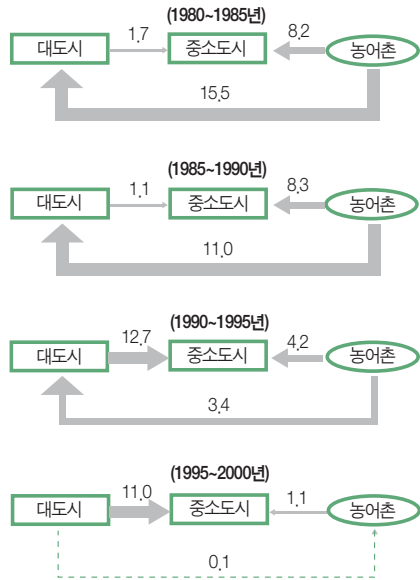 (1980~1985년)
대도시 1.7 중소도시 8.2 농어촌
15.5
(1985~1990년)
대도시 1.1 중소도시 8.3 농어촌
11.0
(1990~1995년)
대도시 12.7 중소도시 4.2 농어촌
3.4
(1995~2000년)
대도시 11.0 중소도시 1.1 농어촌
0.1